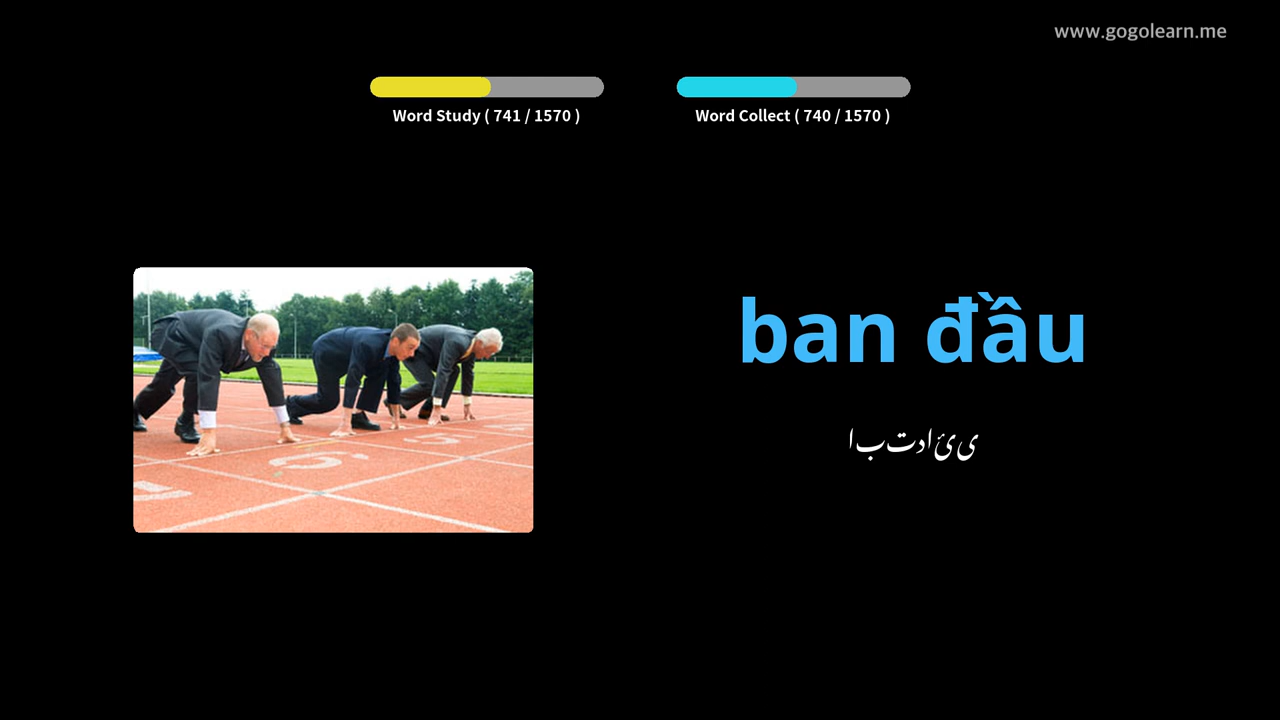 www.gogolearn.me
Word Study ( 741 / 1570 )
Word Collect ( 740 / 1570 )
ban đầu
ابتدائی